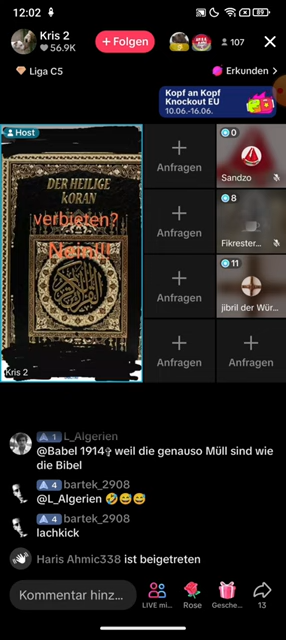 12:02
89
Kris 2
56.9K
+ Folgen
107
Liga C5
Erkunden
Kopf an Kopf
Knockout EU
10.06.-16.06.
Host
DER HEILIGE
KORAN
verbieten?
Nein!!!
Kris 2
Anfragen
Anfragen
Anfragen
Anfragen
Anfragen
0
Sandzo
8
Fikrester...
11
jibril der Wür...
1 L_Algerien
@Babel 1914✞ weil die genauso Müll sind wie
die Bibel
4 bartek_2908
@L_Algerien 🤣😅😅
4 bartek_2908
lachkick
Haris Ahmic338 ist beigetreten
Kommentar hinz...
LIVE mi...
Rose
Gesche...
13